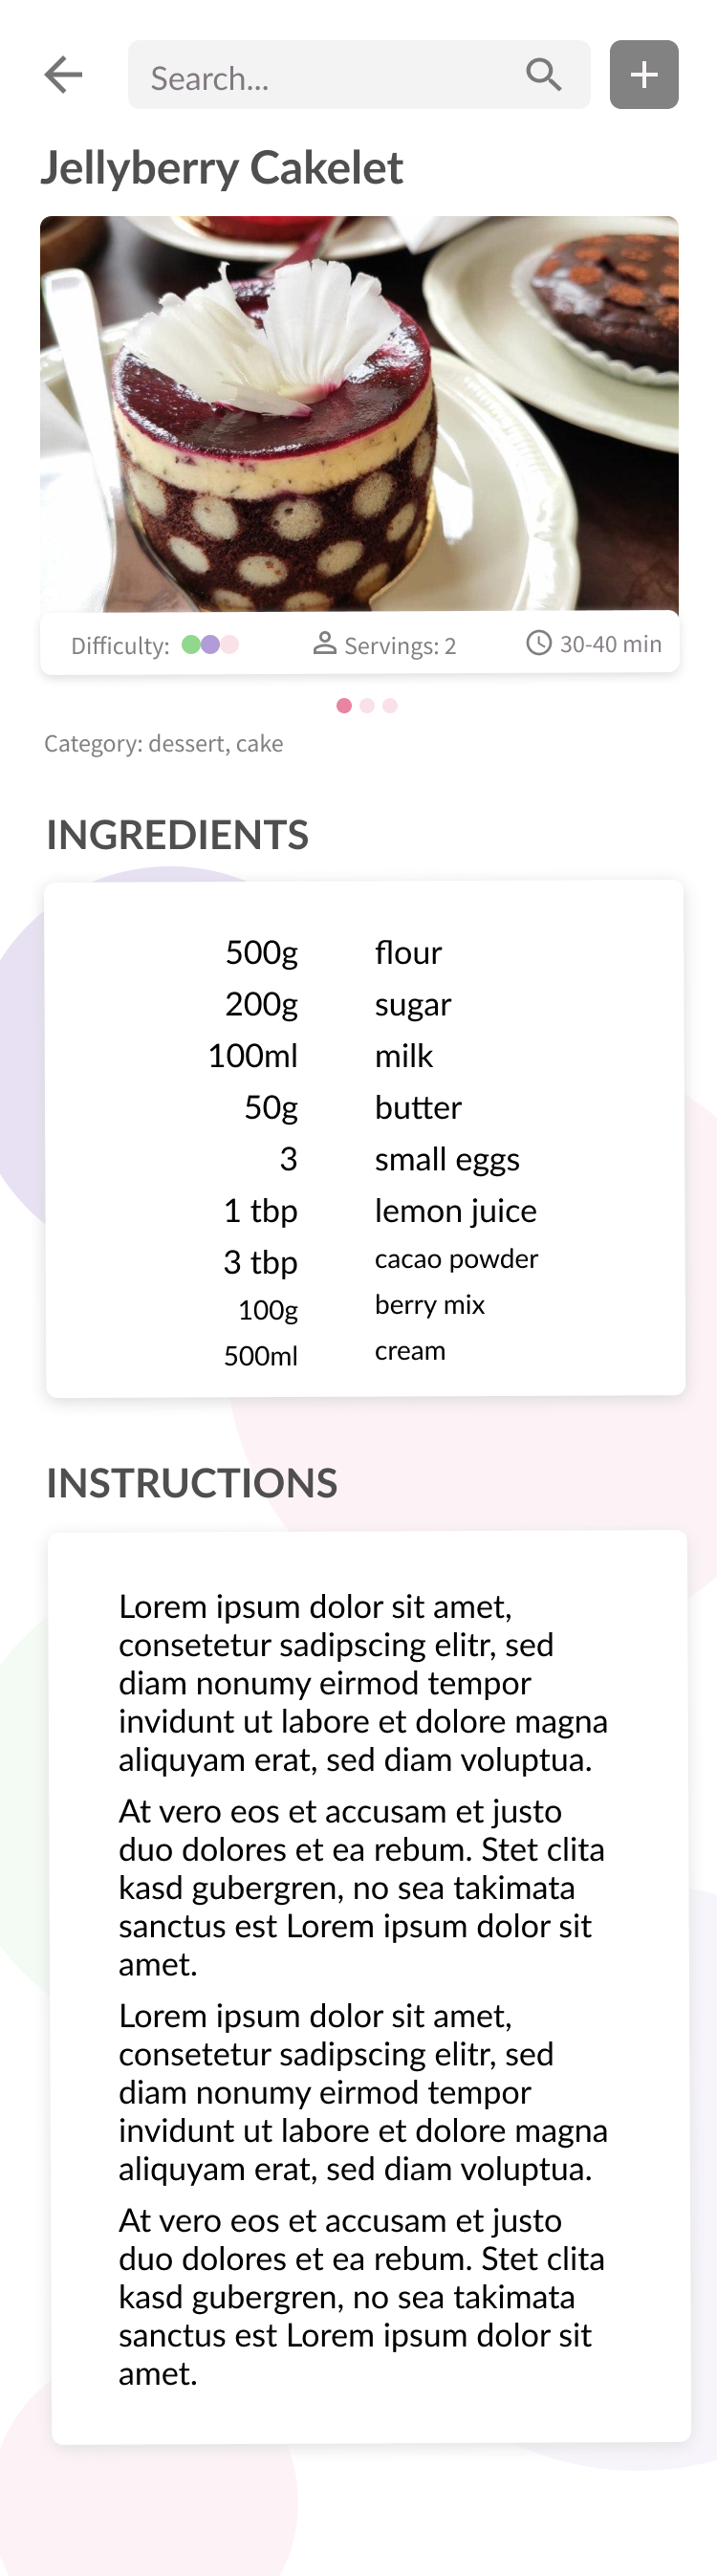 Search...
Jellyberry Cakelet
Difficulty: Servings: 2 30-40 min
Category: dessert, cake
INGREDIENTS
500g flour
200g sugar
100ml milk
50g butter
3 small eggs
1 tbp lemon juice
3 tbp cacao powder
100g berry mix
500ml cream
INSTRUCTIONS
Lorem ipsum dolor sit amet,
consetetur sadipscing elitr, sed
diam nonumy eirmod tempor
invidunt ut labore et dolore magna
aliquyam erat, sed diam voluptua.
At vero eos et accusam et justo
duo dolores et ea rebum. Stet clita
kasd gubergren, no sea takimata
sanctus est Lorem ipsum dolor sit
amet.
Lorem ipsum dolor sit amet,
consetetur sadipscing elitr, sed
diam nonumy eirmod tempor
invidunt ut labore et dolore magna
aliquyam erat, sed diam voluptua.
At vero eos et accusam et justo
duo dolores et ea rebum. Stet clita
kasd gubergren, no sea takimata
sanctus est Lorem ipsum dolor sit
amet.